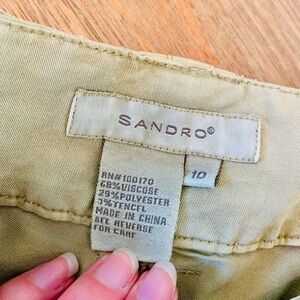 SANDRO®
10
RN#100170
68%VISCOSE
29%POLYESTER
3%TENCEL
MADE IN CHINA
SEE REVERSE
FOR CARE